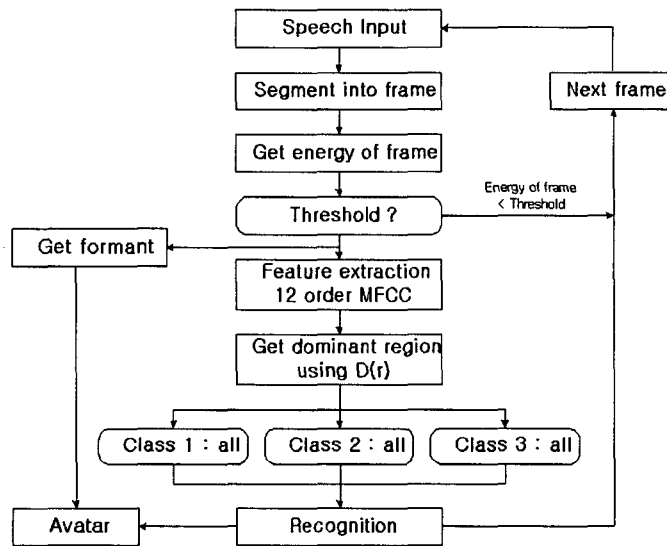 Speech Input
Segment into frame
Next frame
Get energy of frame
Energy of frame
< Threshold
Threshold ?
Get formant
Feature extraction
12 order MFCC
Get dominant region
using D(r)
Class 1 : all
Class 2 : all
Class 3 : all
Avatar
Recognition